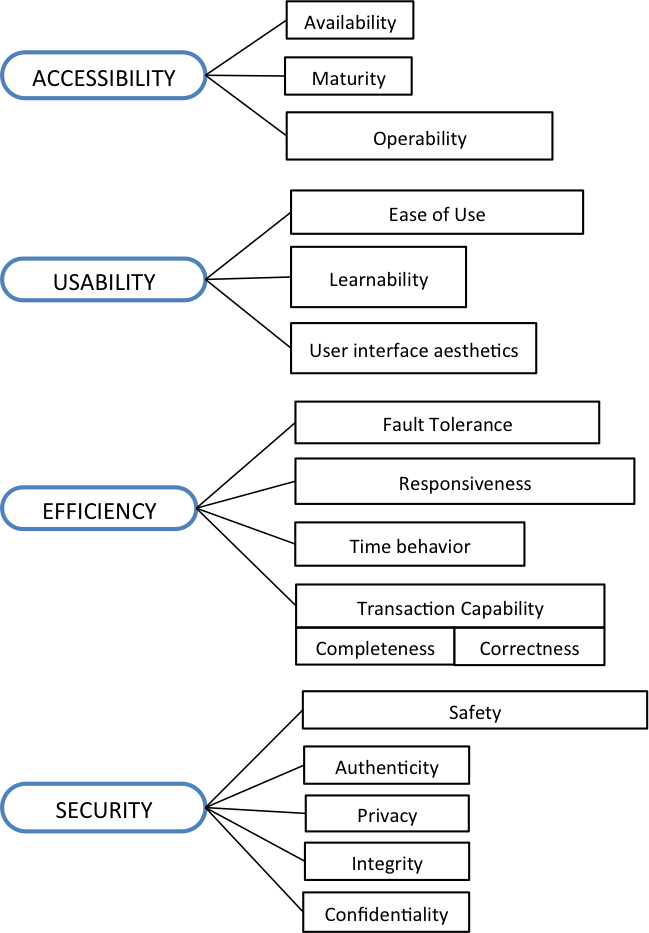 ACCESSIBILITY
Availability
Maturity
Operability
USABILITY
Ease of Use
Learnability
User interface aesthetics
EFFICIENCY
Fault Tolerance
Responsiveness
Time behavior
Transaction Capability
Completeness
Correctness
SECURITY
Safety
Authenticity
Privacy
Integrity
Confidentiality